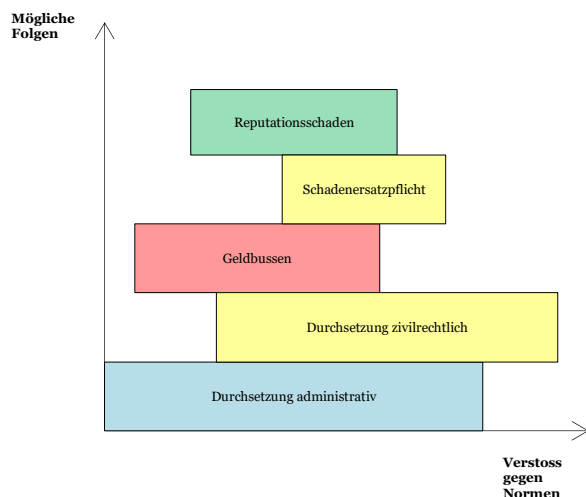 Mögliche
Folgen
Reputationsschaden
Schadenersatzpflicht
Geldbussen
Durchsetzung zivilrechtlich
Durchsetzung administrativ
Verstoss
gegen
Normen